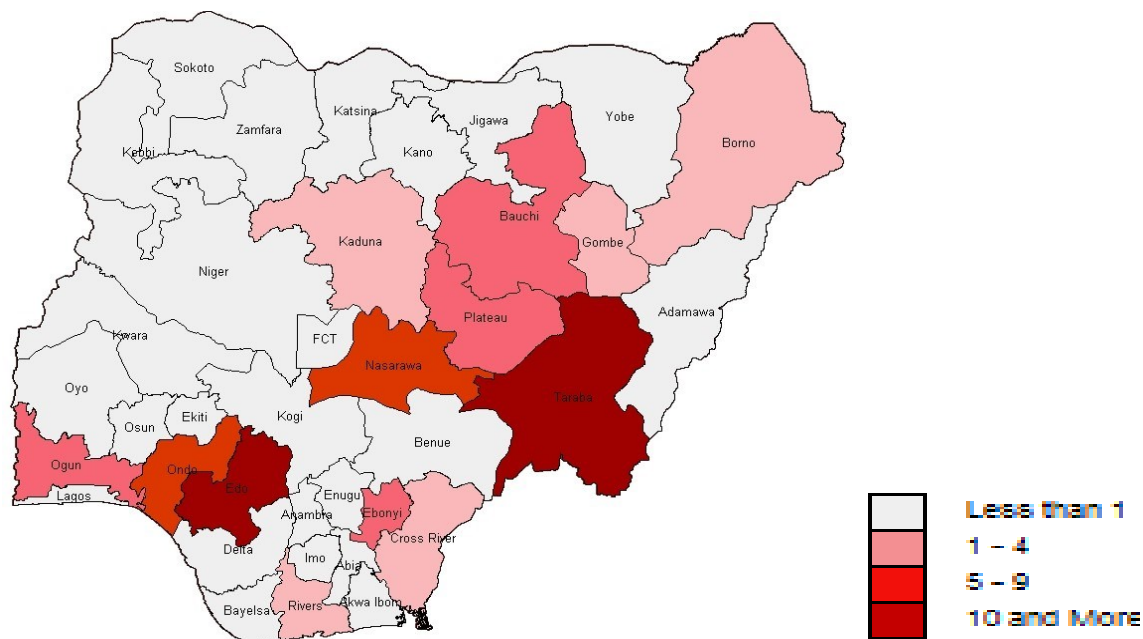 Sokoto
Katsina
Jigawa
Yobe
Zamfara
Borno
Kebbi
Kano
Bauchi
Kaduna
Gombe
Niger
Adamawa
Plateau
Kwara
FCT
Nasarawa
Oyo
Taraba
Ekiti
Kogi
Osun
Benue
Ogun
Ondo
Edo
Lagos
Enugu
Anambra
Ebonyi
Cross River
Delta
Imo
Abia
Bayelsa
Rivers
Akwa Ibom
Less than 1
1 - 4
5 - 9
10 and More